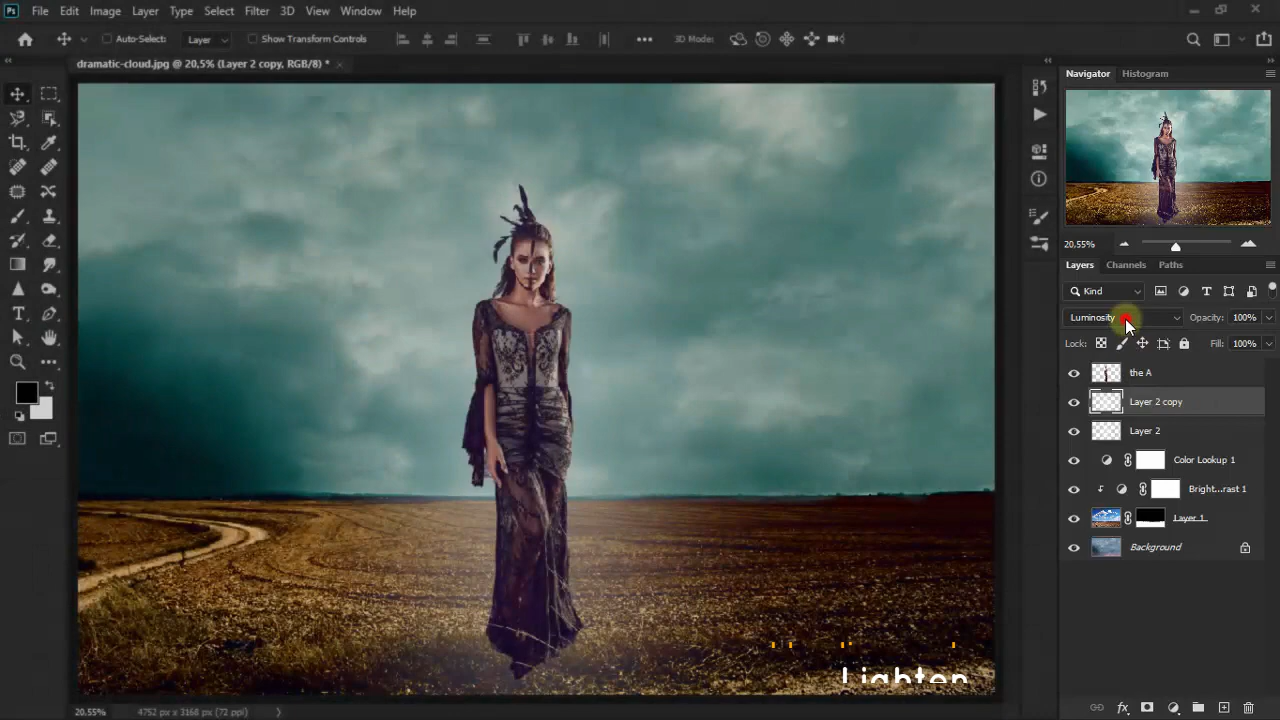 Ps File Edit Image Layer Type Select Filter 3D View Window Help
Auto-Select: Layer Show Transform Controls 3D Mode:
dramatic-cloud.jpg @ 20,5% (Layer 2 copy, RGB/8) *
Navigator Histogram
20,55%
Layers Channels Paths
Kind
Luminosity Opacity: 100%
Lock: Fill: 100%
the A
Layer 2 copy
Layer 2
Color Lookup 1
Bright...rast 1
Layer 1
Background
Lighten
20,55% 4752 px x 3168 px (72 ppi)